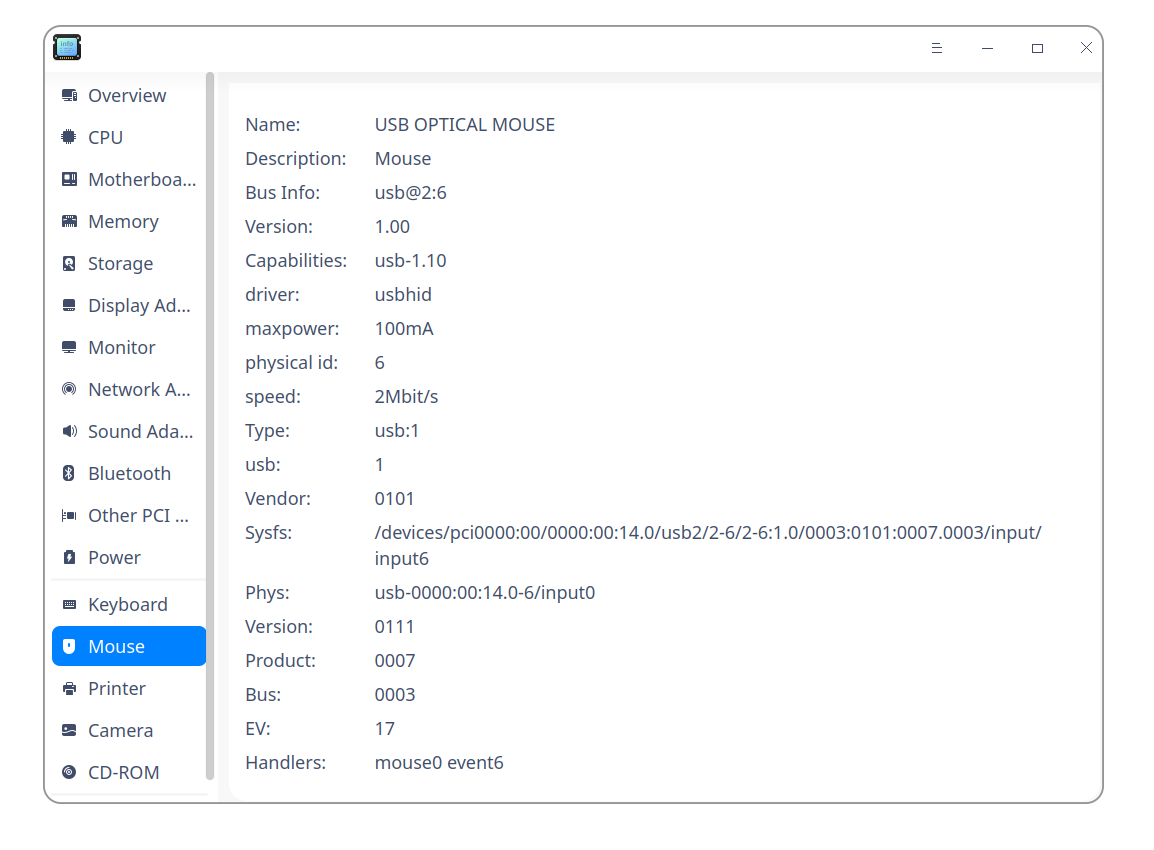 info
Overview
CPU
Motherboa...
Memory
Storage
Display Ad...
Monitor
Network A...
Sound Ada...
Bluetooth
Other PCI ...
Power
Keyboard
Mouse
Printer
Camera
CD-ROM
Name: USB OPTICAL MOUSE
Description: Mouse
Bus Info: usb@2:6
Version: 1.00
Capabilities: usb-1.10
driver: usbhid
maxpower: 100mA
physical id: 6
speed: 2Mbit/s
Type: usb:1
usb: 1
Vendor: 0101
Sysfs: /devices/pci0000:00/0000:00:14.0/usb2/2-6/2-6:1.0/0003:0101:0007.0003/input/
input6
Phys: usb-0000:00:14.0-6/input0
Version: 0111
Product: 0007
Bus: 0003
EV: 17
Handlers: mouse0 event6